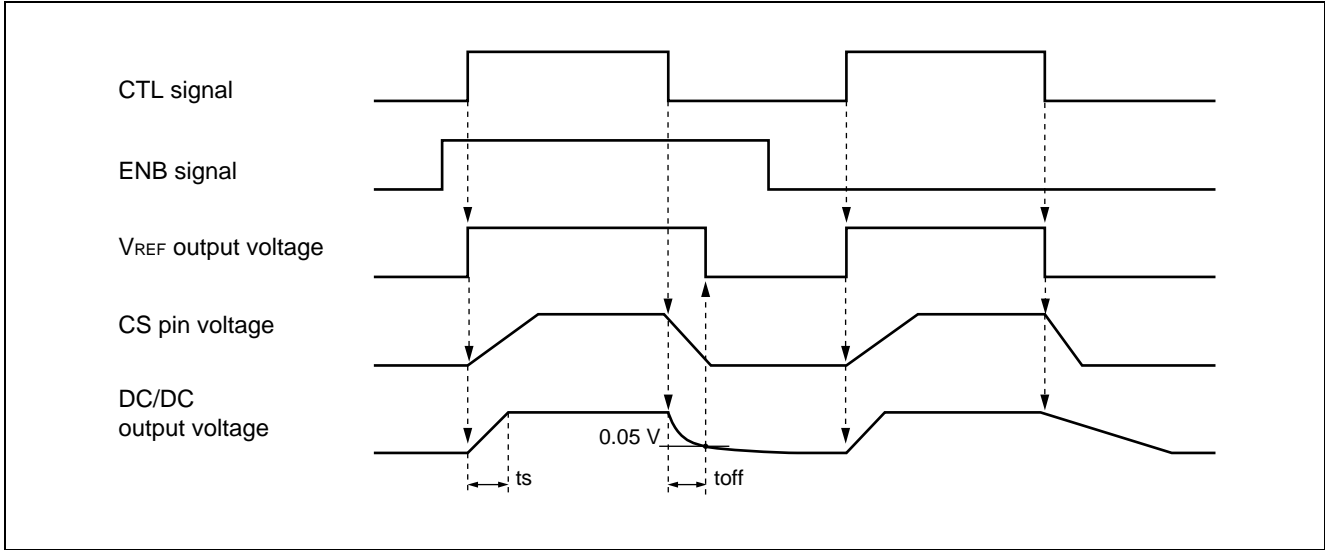 CTL signal
ENB signal
VREF output voltage
CS pin voltage
DC/DC
output voltage
0.05 V
ts
toff